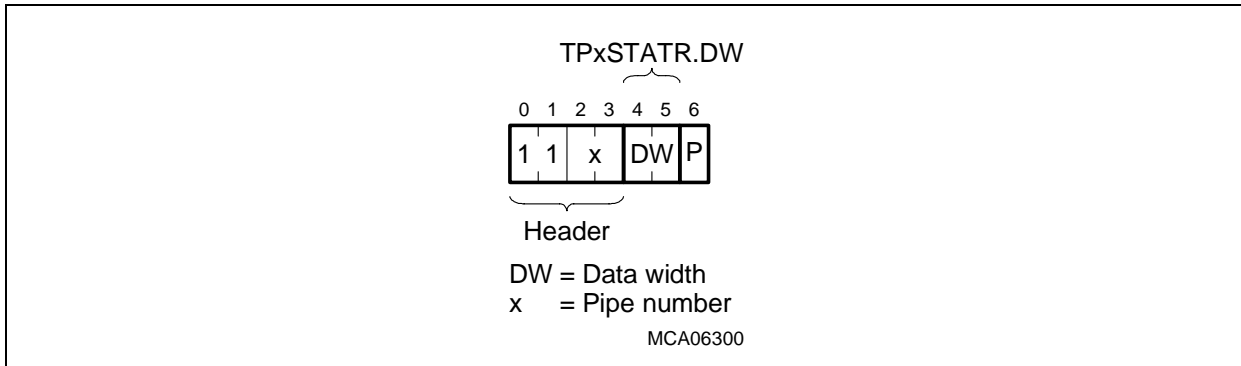 TPxSTATR.DW
0 1 2 3 4 5 6
1 1 x DW P
Header
DW = Data width
x = Pipe number
MCA06300